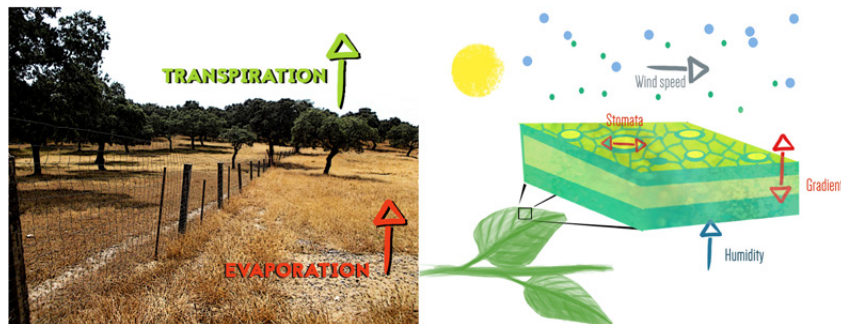 TRANSPIRATION
EVAPORATION
Wind speed
Stomata
Gradient
Humidity